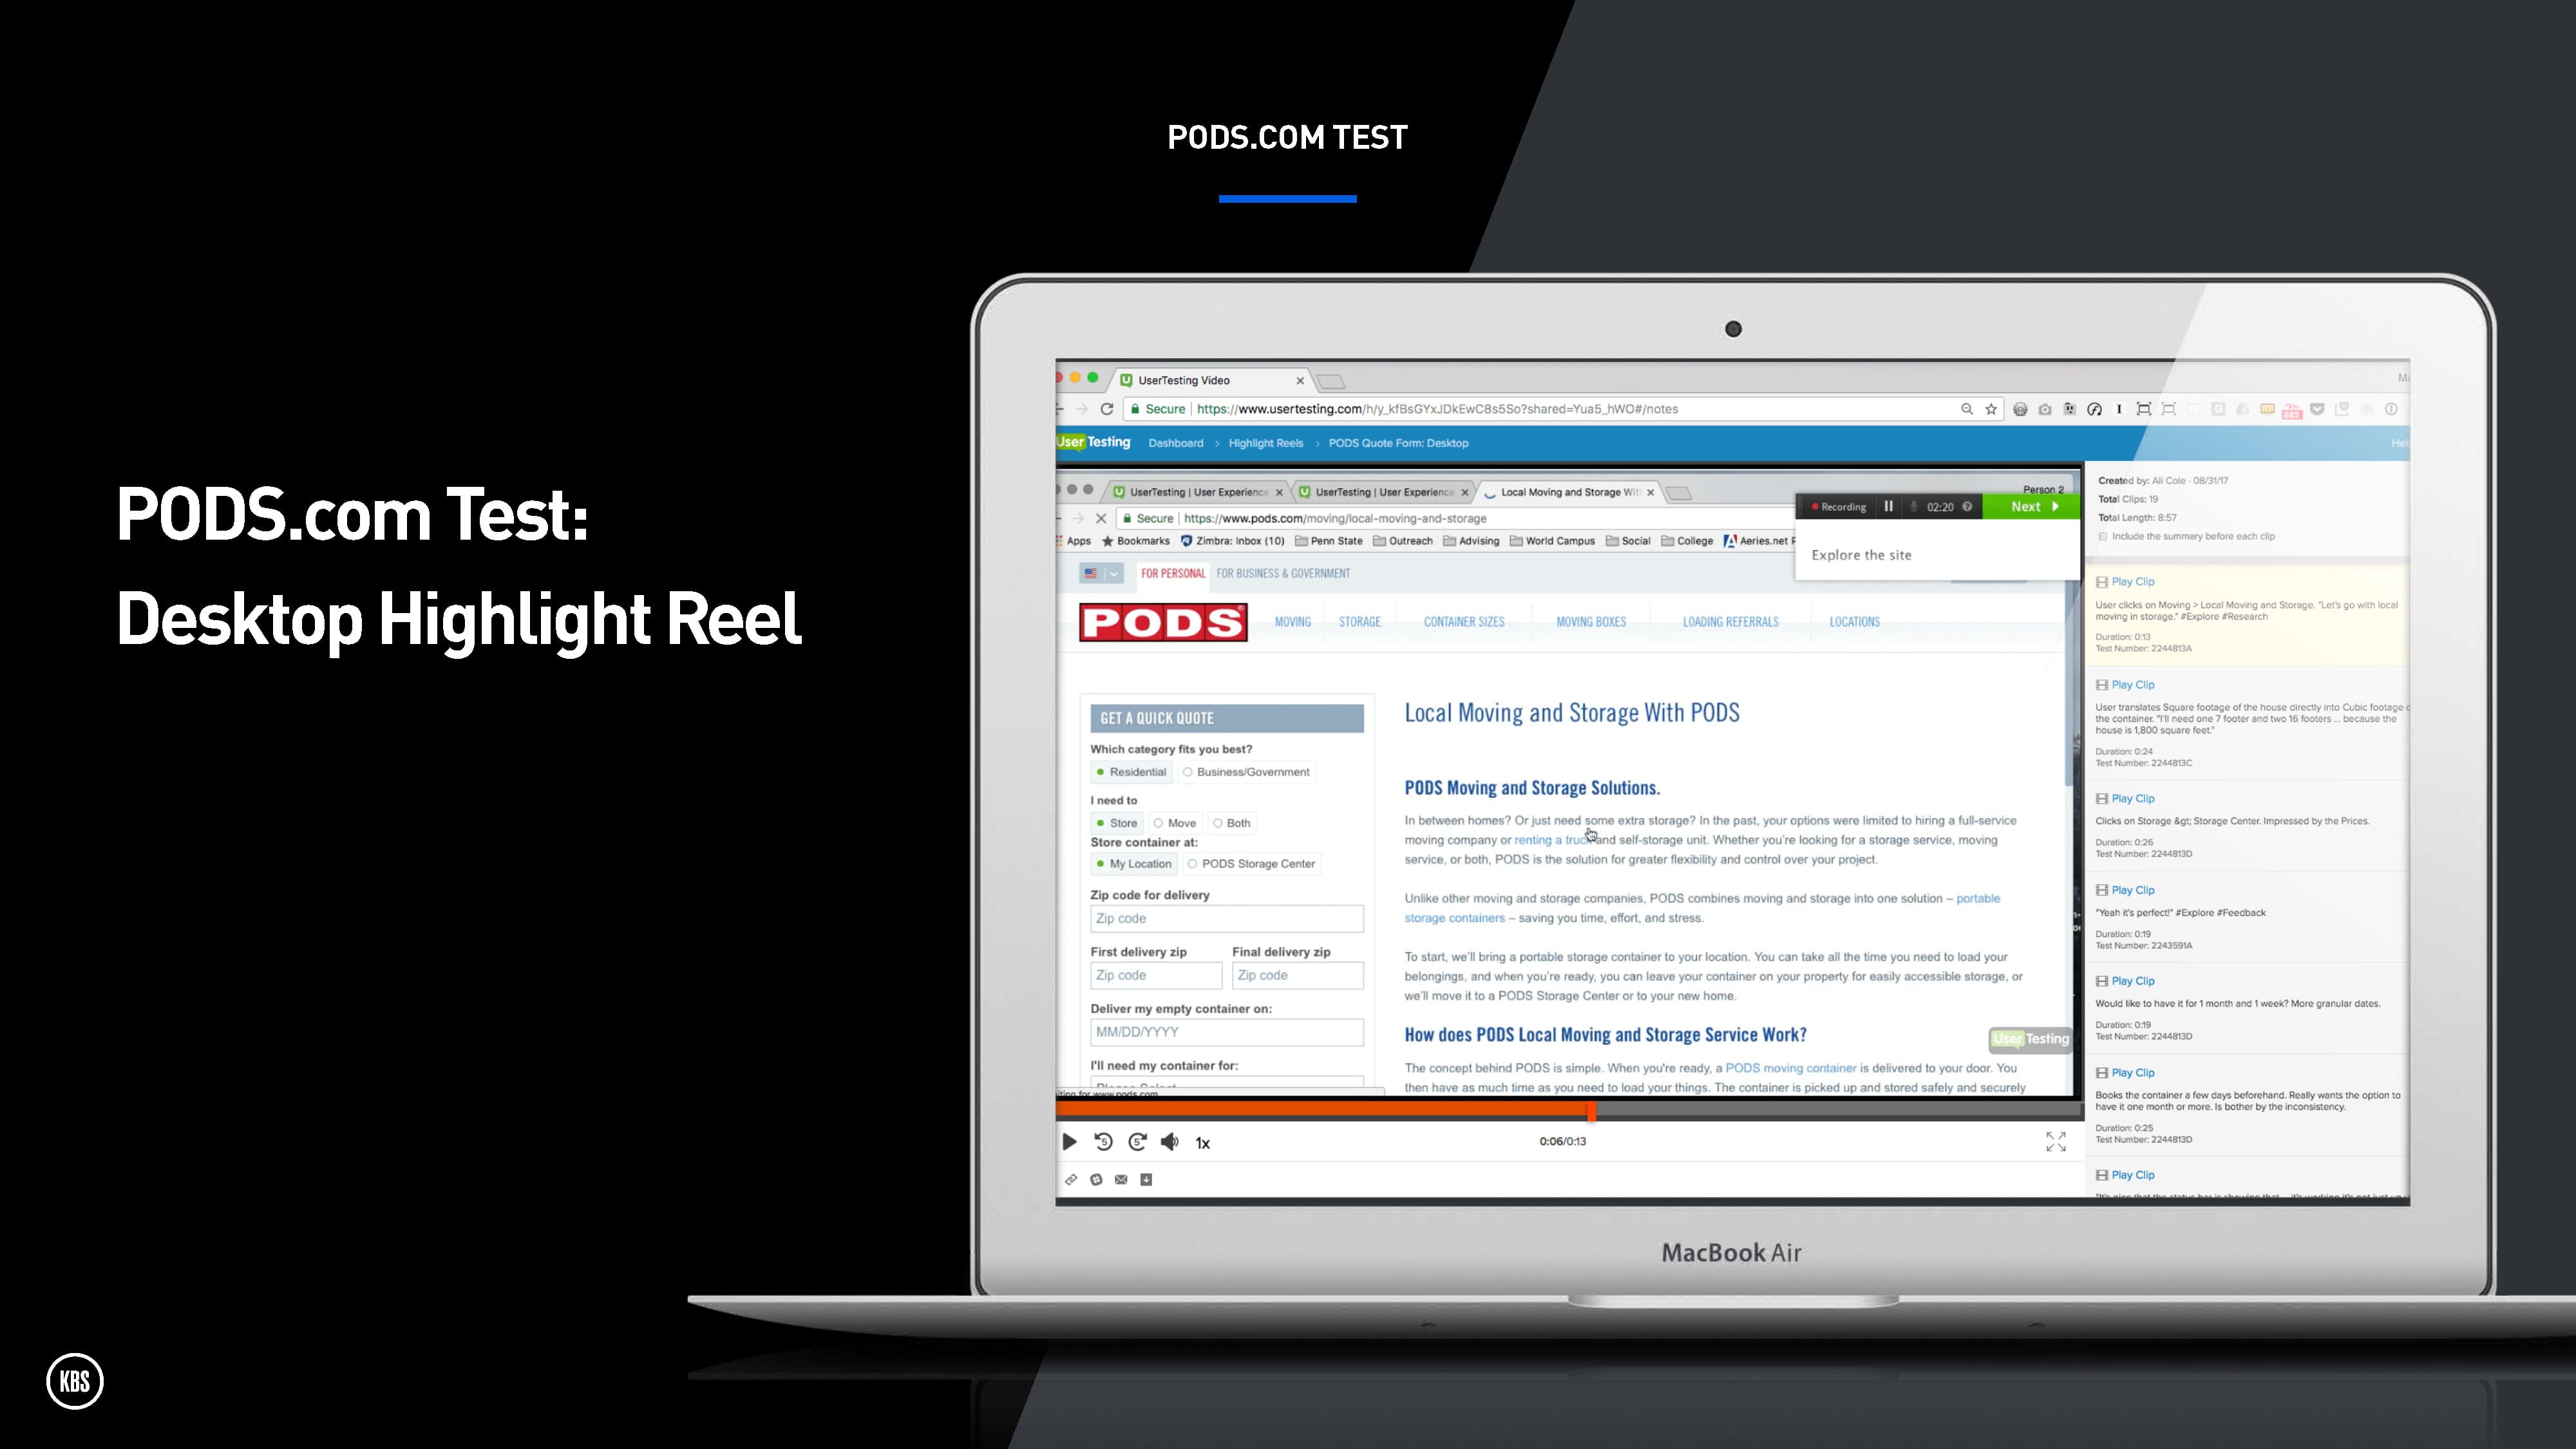 PODS.COM TEST
PODS.com Test:
Desktop Highlight Reel
UserTesting Video
Secure https://www.usertesting.com/h/y_kfBsGYxJDkEwC8s5So?shared=Yua5_hWO#/notes
UserTesting Dashboard > Highlight Reels > PODS Quote Form: Desktop
UserTesting | User Experience
UserTesting | User Experience
Local Moving and Storage Wit
Person 2
Secure https://www.pods.com/moving/local-moving-and-storage
Recording 02:20 Next
Explore the site
Apps Bookmarks Zimbra: Inbox (10) Penn State Outreach Advising World Campus Social College Aeries.net
FOR PERSONAL FOR BUSINESS & GOVERNMENT
PODS® MOVING STORAGE CONTAINER SIZES MOVING BOXES LOADING REFERRALS LOCATIONS
GET A QUICK QUOTE
Which category fits you best?
Residential Business/Government
I need to
Store Move Both
Store container at:
My Location PODS Storage Center
Zip code for delivery
Zip code
First delivery zip Final delivery zip
Zip code Zip code
Deliver my empty container on:
MM/DD/YYYY
I'll need my container for:
Local Moving and Storage With PODS
PODS Moving and Storage Solutions.
In between homes? Or just need some extra storage? In the past, your options were limited to hiring a full-service
moving company or renting a truck and self-storage unit. Whether you're looking for a storage service, moving
service, or both, PODS is the solution for greater flexibility and control over your project.
Unlike other moving and storage companies, PODS combines moving and storage into one solution – portable
storage containers – saving you time, effort, and stress.
To start, we'll bring a portable storage container to your location. You can take all the time you need to load your
belongings, and when you're ready, you can leave your container on your property for easily accessible storage, or
we'll move it to a PODS Storage Center or to your new home.
How does PODS Local Moving and Storage Service Work?
The concept behind PODS is simple. When you're ready, a PODS moving container is delivered to your door. You
then have as much time as you need to load your things. The container is picked up and stored safely and securely
UserTesting
1x
0:06/0:13
Created by: Ali Cole - 08/31/17
Total Clips: 19
Total Length: 8:57
Include the summary before each clip
Play Clip
User clicks on Moving > Local Moving and Storage. "Let's go with local
moving in storage." #Explore #Research
Duration: 0:13
Test Number: 2244813A
Play Clip
User translates Square footage of the house directly into Cubic footage
the container. "I'll need one 7 footer and two 16 footers ... because the
house is 1,800 square feet."
Duration: 0:24
Test Number: 2244813C
Play Clip
Clicks on Storage &gt; Storage Center. Impressed by the Prices.
Duration: 0:26
Test Number: 2244813D
Play Clip
"Yeah it's perfect!" #Explore #Feedback
Duration: 0:19
Test Number: 2243591A
Play Clip
Would like to have it for 1 month and 1 week? More granular dates.
Duration: 0:19
Test Number: 2244813D
Play Clip
Books the container a few days beforehand. Really wants the option to
have it one month or more. Is bother by the inconsistency.
Duration: 0:25
Test Number: 2244813D
Play Clip
MacBook Air
KBS